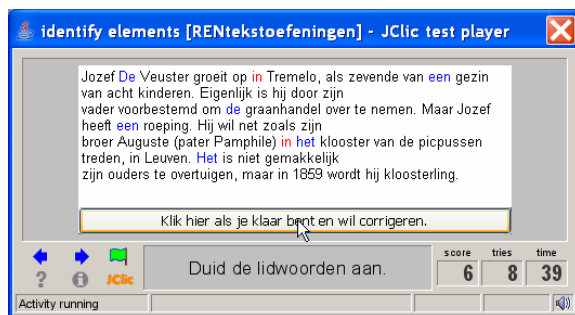 identify elements [RENtekstoefeningen] - JClic test player
Jozef De Veuster groeit op in Tremelo, als zevende van een gezin
van acht kinderen. Eigenlijk is hij door zijn
vader voorbestemd om de graanhandel over te nemen. Maar Jozef
heeft een roeping. Hij wil net zoals zijn
broer Auguste (pater Pamphile) in het klooster van de picpussen
treden, in Leuven. Het is niet gemakkelijk
zijn ouders te overtuigen, maar in 1859 wordt hij kloosterling.
Klik hier als je klaar bent en wil corrigeren.
? i JClic
Duid de lidwoorden aan.
score tries time
6 8 39
Activity running